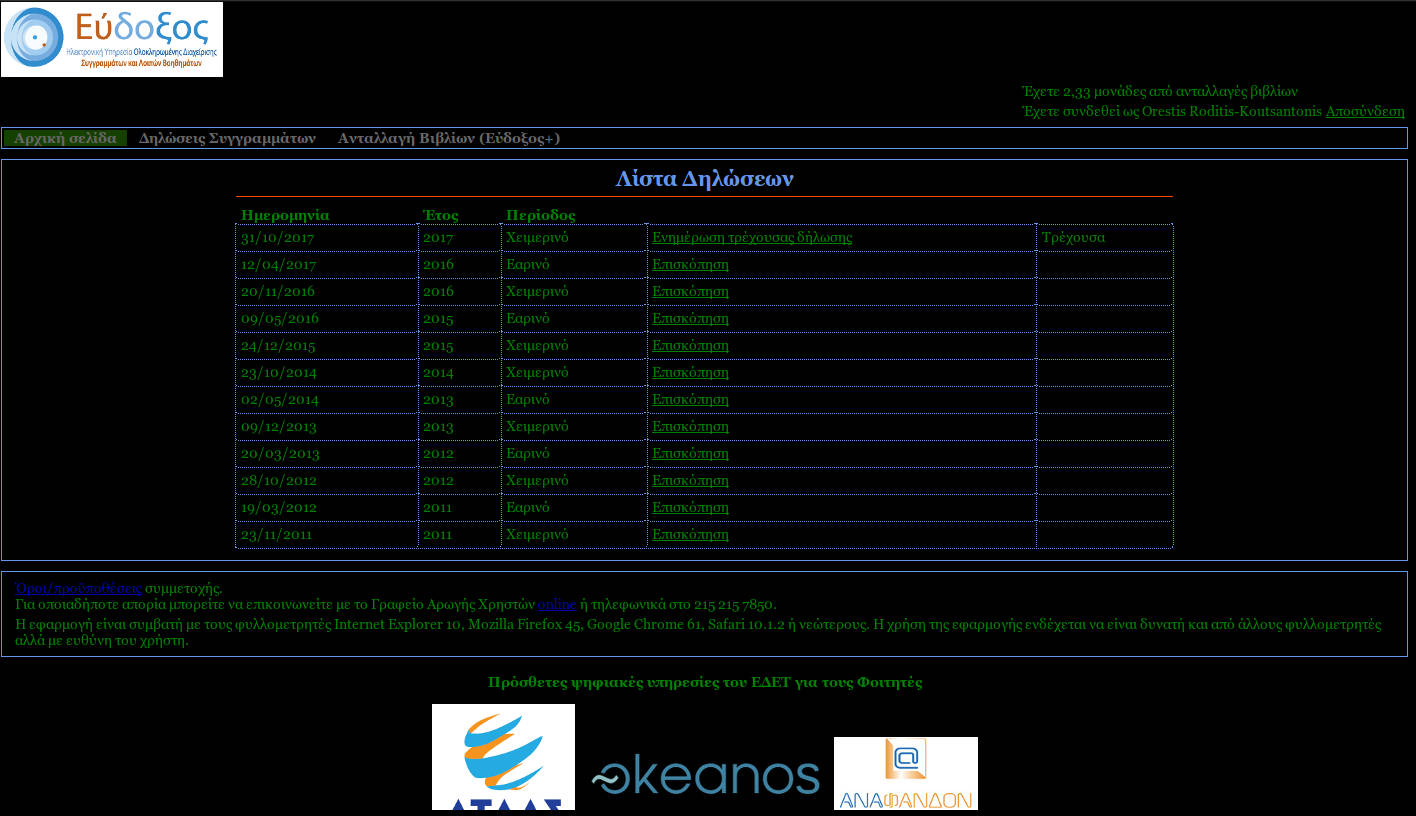 Εύδοξος
Ηλεκτρονική Υπηρεσία Ολοκληρωμένης Διαχείρισης
Συγγραμμάτων και Λοιπών Βοηθημάτων
Έχετε 2,33 μονάδες από ανταλλαγές βιβλίων
Έχετε συνδεθεί ως Orestis Roditis-Koutsantonis Αποσύνδεση
Αρχική σελίδα Δηλώσεις Συγγραμμάτων Ανταλλαγή Βιβλίων (Εύδοξος+)
Λίστα Δηλώσεων
Ημερομηνία Έτος Περίοδος
31/10/2017 2017 Χειμερινό Ενημέρωση τρέχουσας δήλωσης Τρέχουσα
12/04/2017 2016 Εαρινό Επισκόπηση
20/11/2016 2016 Χειμερινό Επισκόπηση
09/05/2016 2015 Εαρινό Επισκόπηση
24/12/2015 2015 Χειμερινό Επισκόπηση
23/10/2014 2014 Χειμερινό Επισκόπηση
02/05/2014 2013 Εαρινό Επισκόπηση
09/12/2013 2013 Χειμερινό Επισκόπηση
20/03/2013 2012 Εαρινό Επισκόπηση
28/10/2012 2012 Χειμερινό Επισκόπηση
19/03/2012 2011 Εαρινό Επισκόπηση
23/11/2011 2011 Χειμερινό Επισκόπηση
Όροι/προϋποθέσεις συμμετοχής.
Για οποιαδήποτε απορία μπορείτε να επικοινωνείτε με το Γραφείο Αρωγής Χρηστών online ή τηλεφωνικά στο 215 215 7850.
Η εφαρμογή είναι συμβατή με τους φυλλομετρητές Internet Explorer 10, Mozilla Firefox 45, Google Chrome 61, Safari 10.1.2 ή νεώτερους. Η χρήση της εφαρμογής ενδέχεται να είναι δυνατή και από άλλους φυλλομετρητές
αλλά με ευθύνη του χρήστη.
Πρόσθετες ψηφιακές υπηρεσίες του ΕΔΕΤ για τους Φοιτητές
ΑΤΛΑΣ
okeanos
@
ΑΝΑΦΑΝΔΟΝ